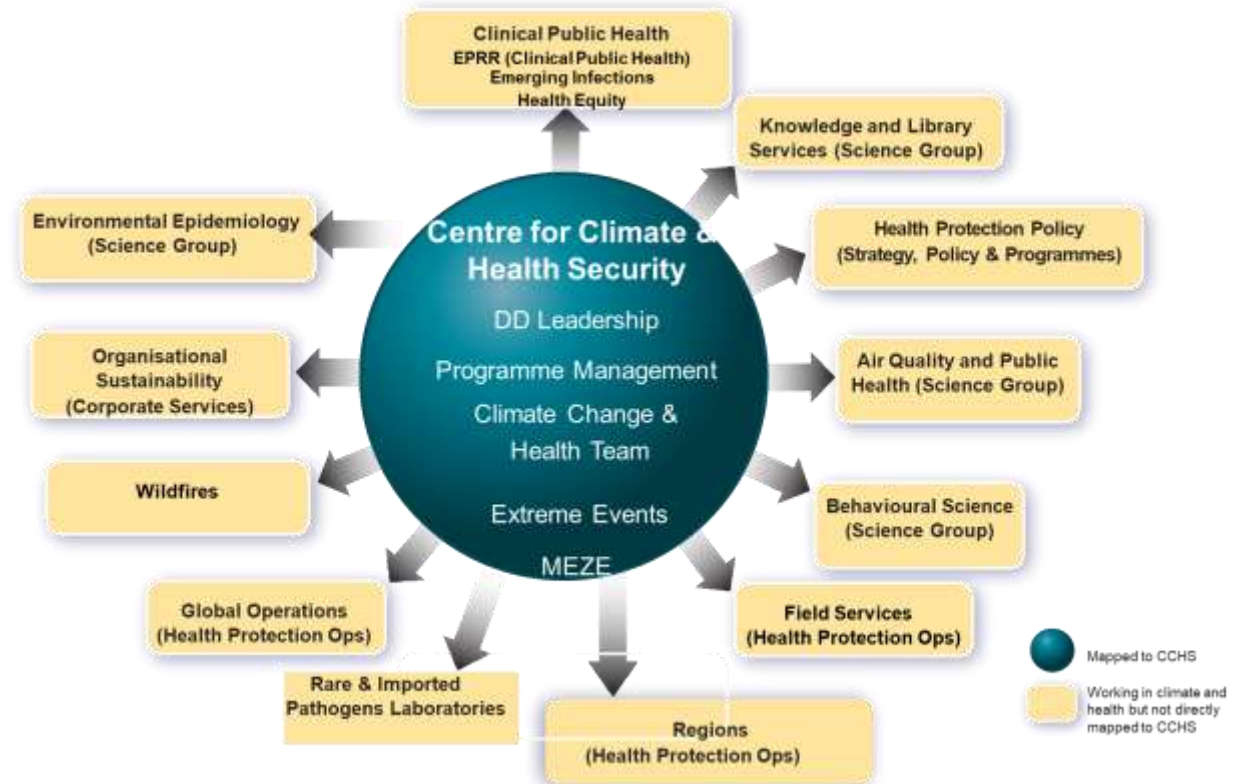 Clinical Public Health
EPRR (Clinical Public Health)
Emerging Infections
Health Equity
Knowledge and Library
Services (Science Group)
Environmental Epidemiology
(Science Group)
Health Protection Policy
(Strategy, Policy & Programmes)
Centre for Climate &
Health Security
DD Leadership
Programme Management
Climate Change &
Health Team
Extreme Events
MEZE
Organisational
Sustainability
(Corporate Services)
Air Quality and Public
Health (Science Group)
Wildfires
Behavioural Science
(Science Group)
Global Operations
(Health Protection Ops)
Field Services
(Health Protection Ops)
Rare & Imported
Pathogens Laboratories
Regions
(Health Protection Ops)
Mapped to CCHS
Working in climate and
health but not directly
mapped to CCHS